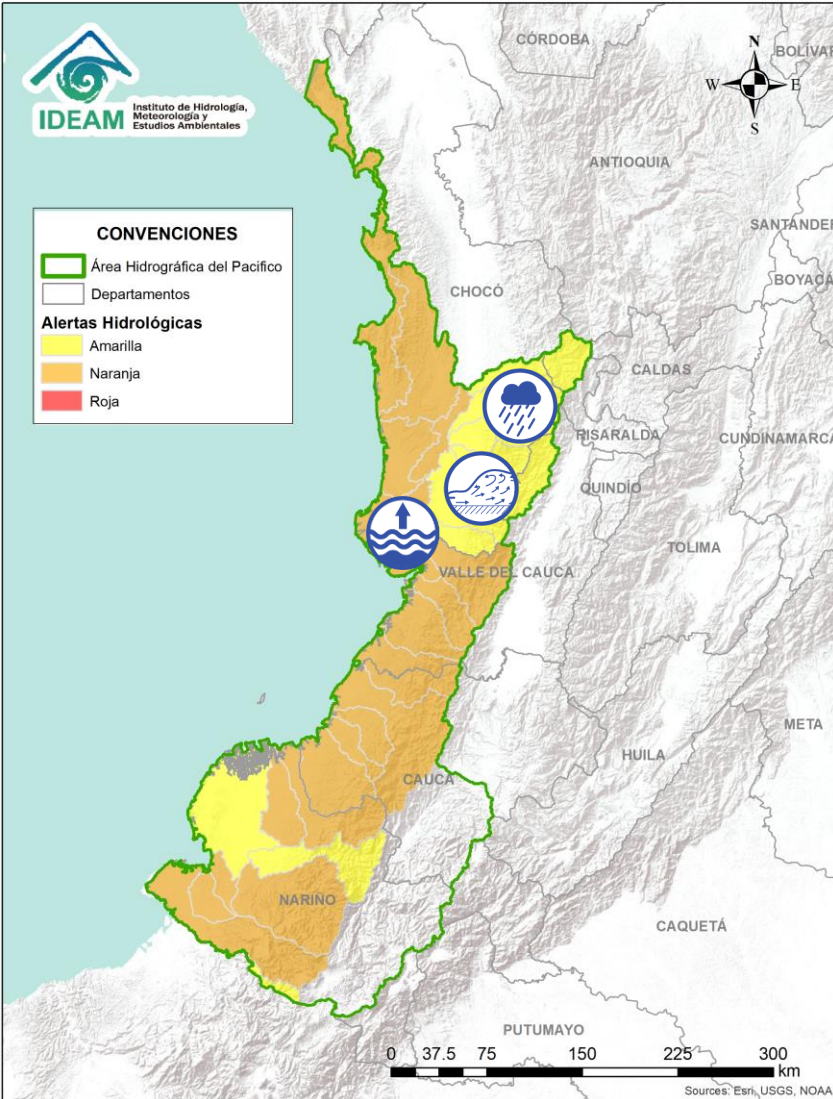 IDEAM
Instituto de Hidrología,
Meteorología y
Estudios Ambientales
N
W
E
S
CÓRDOBA
BOLÍVAR
ANTIOQUIA
SANTANDER
BOYACÁ
CONVENCIONES
Área Hidrográfica del Pacifico
Departamentos
Alertas Hidrológicas
Amarilla
Naranja
Roja
CHOCÓ
CALDAS
RISARALDA
CUNDINAMARCA
QUINDÍO
TOLIMA
VALLE DEL CAUCA
META
HUILA
CAUCA
NARIÑO
CAQUETÁ
PUTUMAYO
0 37.5 75 150 225 300
km
Sources: Esri, USGS, NOAA